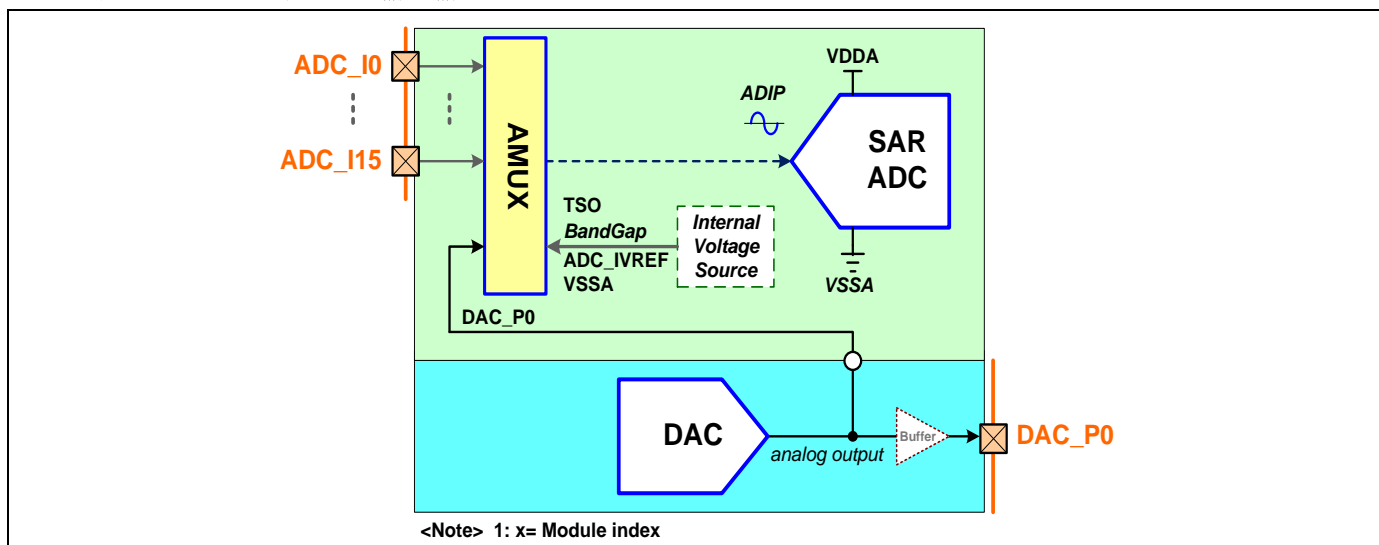 ADC_I0
ADC_I15
AMUX
ADIP
VDDA
SAR
ADC
VSSA
TSO
BandGap
ADC_IVREF
VSSA
Internal
Voltage
Source
DAC_P0
DAC
analog output
Buffer
DAC_P0
<Note> 1: x= Module index